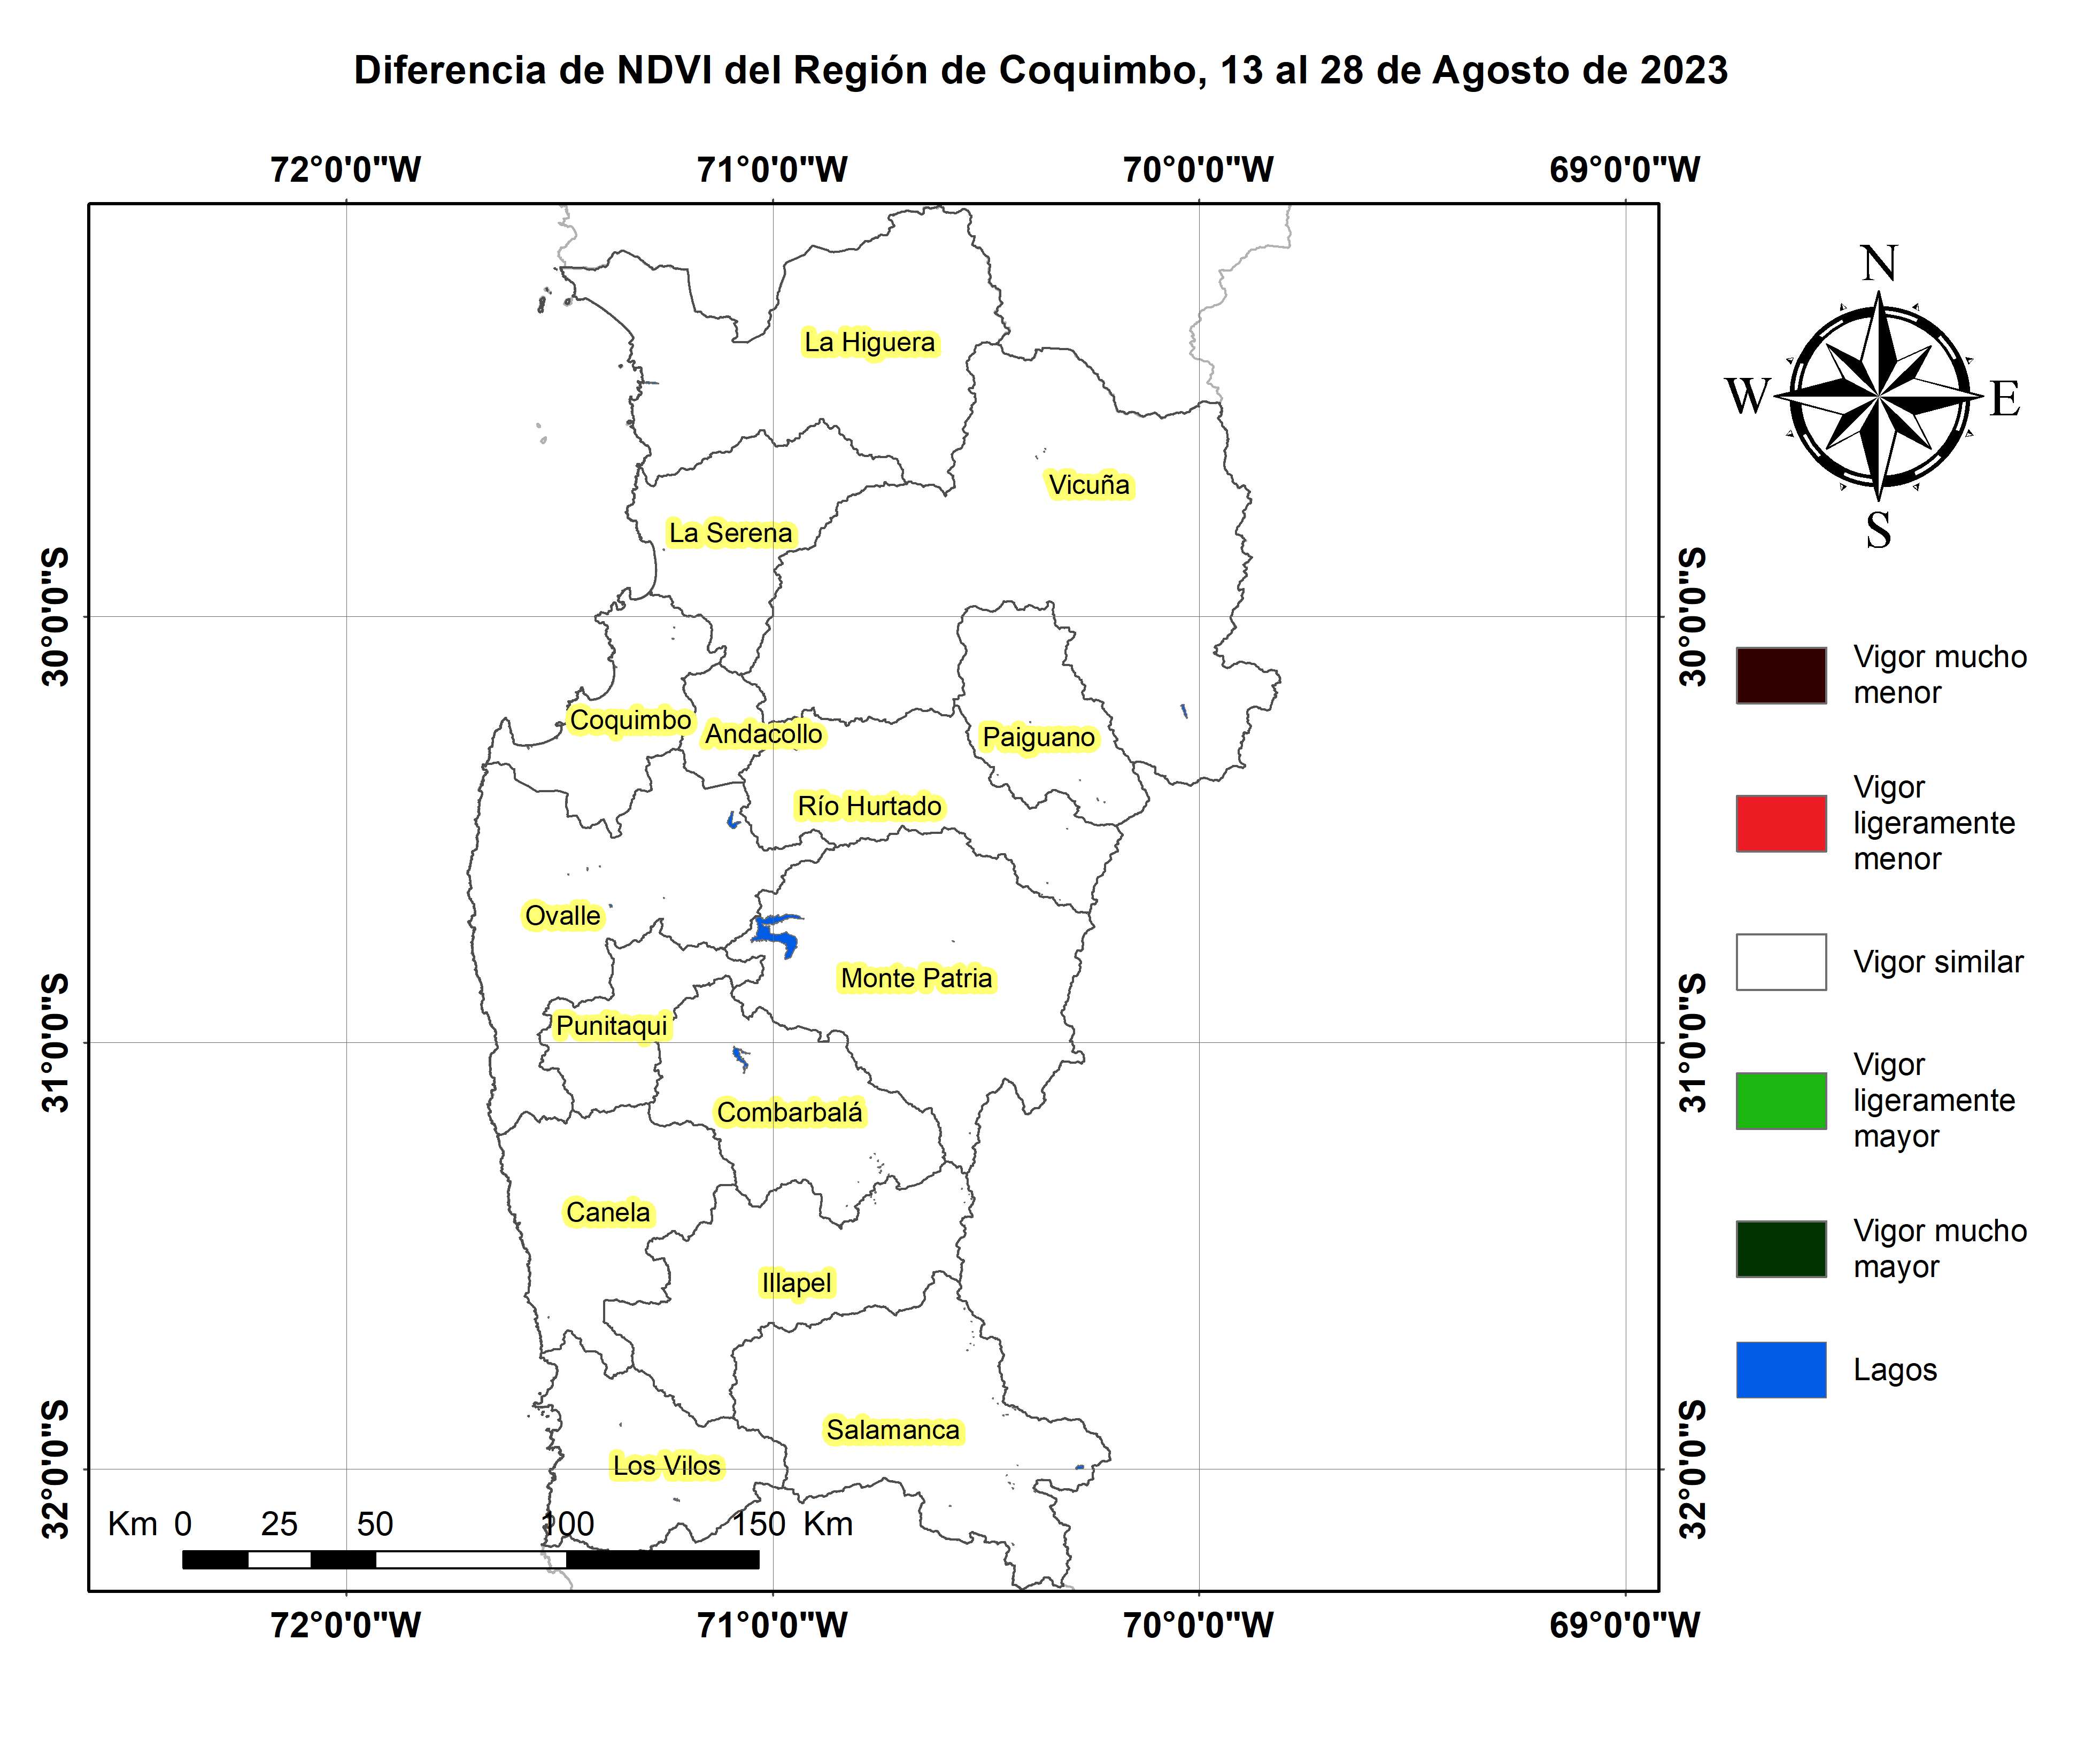 Diferencia de NDVI del Región de Coquimbo, 13 al 28 de Agosto de 2023
72°0'0"W 71°0'0"W 70°0'0"W 69°0'0"W
N
W E
S
La Higuera
Vicuña
La Serena
30°0'0"S 30°0'0"S
Coquimbo
Andacollo
Paiguano
Río Hurtado
Ovalle
Monte Patria
Punitaqui
31°0'0"S 31°0'0"S
Combarbalá
Canela
Illapel
Salamanca
Los Vilos
32°0'0"S 32°0'0"S
Km 0 25 50 100 150 Km
72°0'0"W 71°0'0"W 70°0'0"W 69°0'0"W
Vigor mucho
menor
Vigor
ligeramente
menor
Vigor similar
Vigor
ligeramente
mayor
Vigor mucho
mayor
Lagos